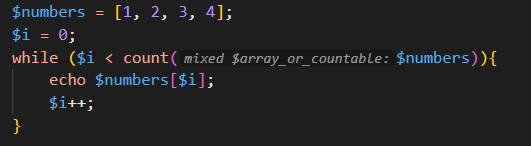 $numbers = [1, 2, 3, 4];
$i = 0;
while ($i < count( mixed $array_or_countable: $numbers)){
    echo $numbers[$i];
    $i++;
}